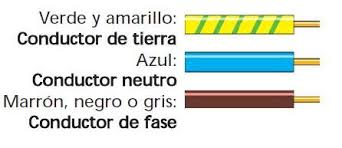 Verde y amarillo:
Conductor de tierra
Azul:
Conductor neutro
Marrón, negro o gris:
Conductor de fase